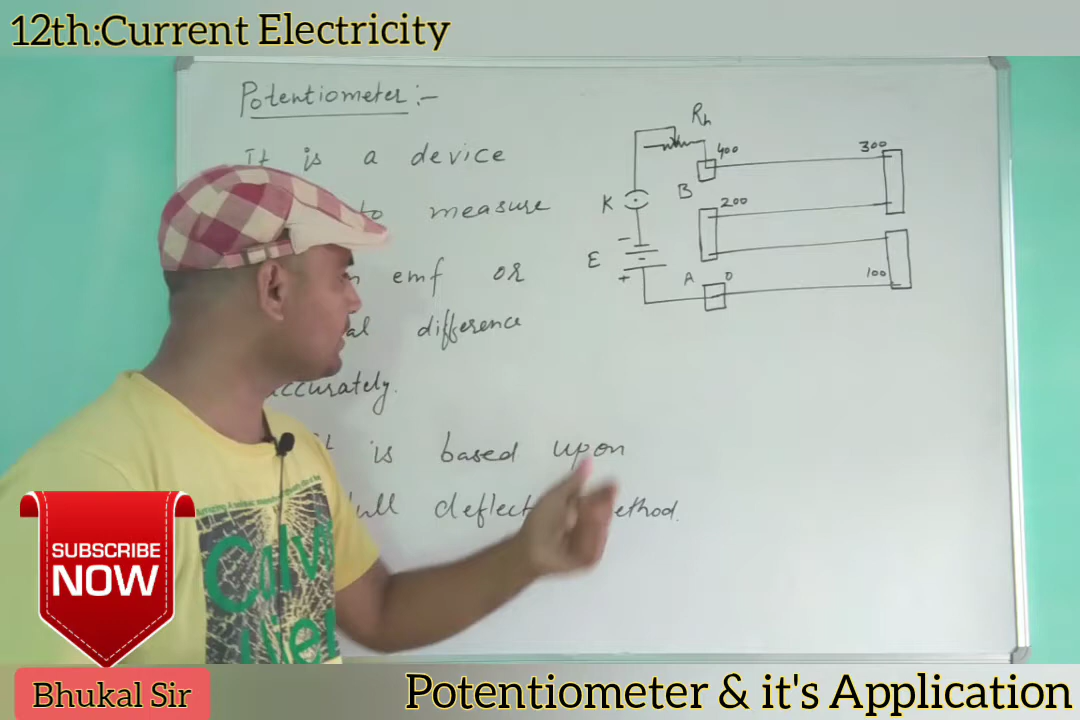 12th:Current Electricity
Potentiometer :-
It is a device
to measure
emf or
difference
accurately.
is based upon
method.
Rh
400
300
B
K
200
E
-
+
A
0
100
SUBSCRIBE
NOW
Bhukal Sir
Potentiometer & it's Application